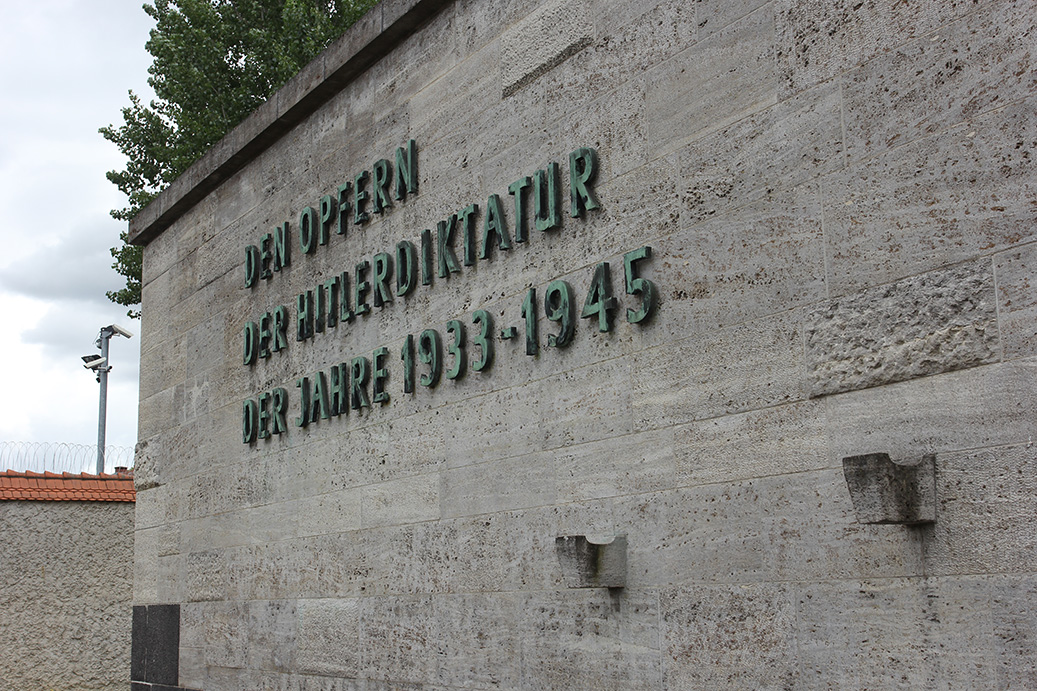 DEN OPFERN
DER HITLERDIKTATUR
DER JAHRE 1933-1945